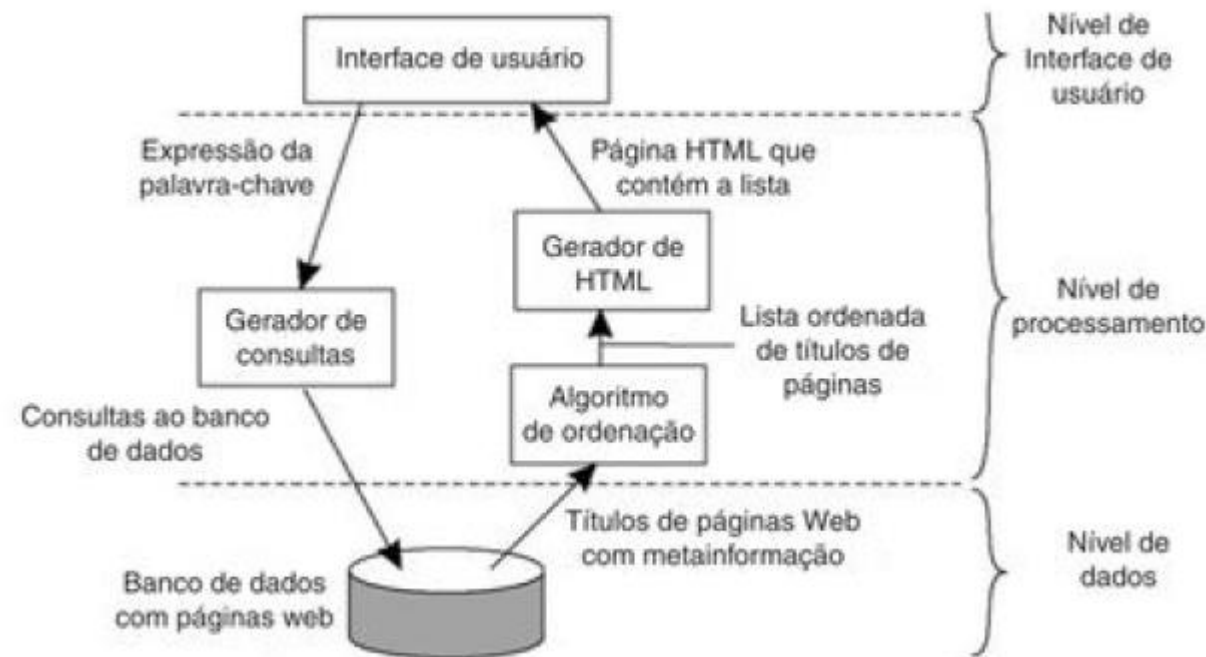 Interface de usuário
Nível de
Interface de
usuário
Expressão da
palavra-chave
Página HTML que
contém a lista
Gerador de
HTML
Gerador de
consultas
Lista ordenada
de títulos de
páginas
Nível de
processamento
Consultas ao banco
de dados
Algoritmo
de ordenação
Títulos de páginas Web
com metainformação
Banco de dados
com páginas web
Nível de
dados